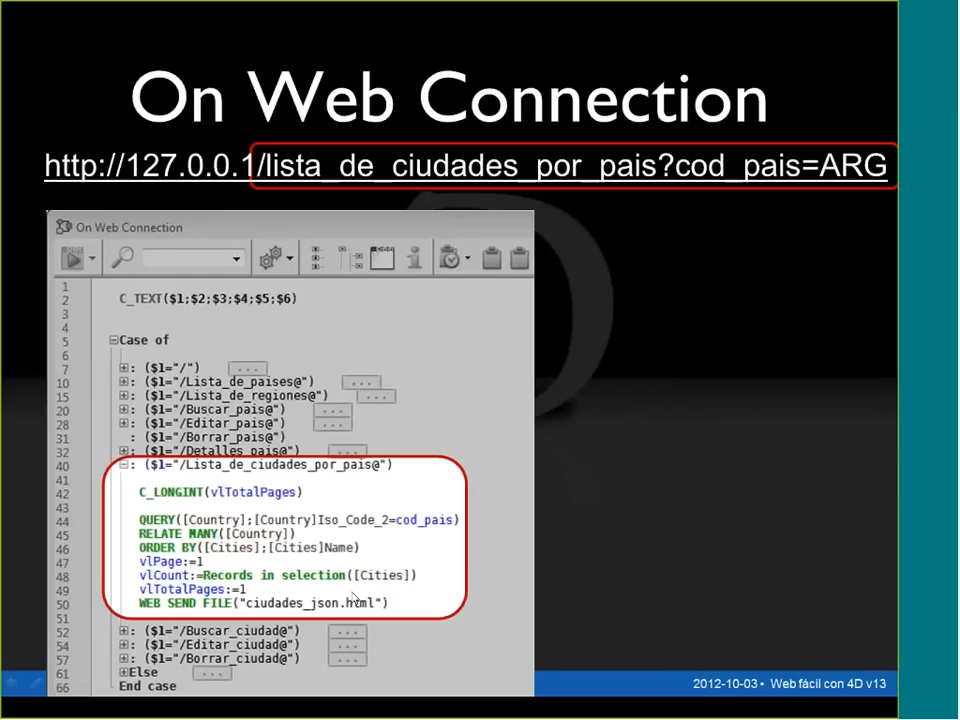 On Web Connection
http://127.0.0.1/lista_de_ciudades_por_pais?cod_pais=ARG
On Web Connection
1
2 C_TEXT($1;$2;$3;$4;$5;$6)
3
4
5 Case of
6
7 : ($1="/") ...
10 : ($1="/Lista_de_paises@") ...
15 : ($1="/Lista_de_regiones@") ...
20 : ($1="/Buscar_pais@") ...
28 : ($1="/Editar_pais@") ...
31 : ($1="/Borrar_pais@")
32 : ($1="/Detalles_pais@") ...
40 : ($1="/Lista_de_ciudades_por_pais@")
41
42 C_LONGINT(vlTotalPages)
43
44 QUERY([Country];[Country]Iso_Code_2=cod_pais)
45 RELATE MANY([Country])
46 ORDER BY([Cities];[Cities]Name)
47 vlPage:=1
48 vlCount:=Records in selection([Cities])
49 vlTotalPages:=1
50 WEB SEND FILE("ciudades_json.html")
51
52 : ($1="/Buscar_ciudad@") ...
54 : ($1="/Editar_ciudad@") ...
57 : ($1="/Borrar_ciudad@") ...
61 Else ...
66 End case
2012-10-03 • Web fácil con 4D v13